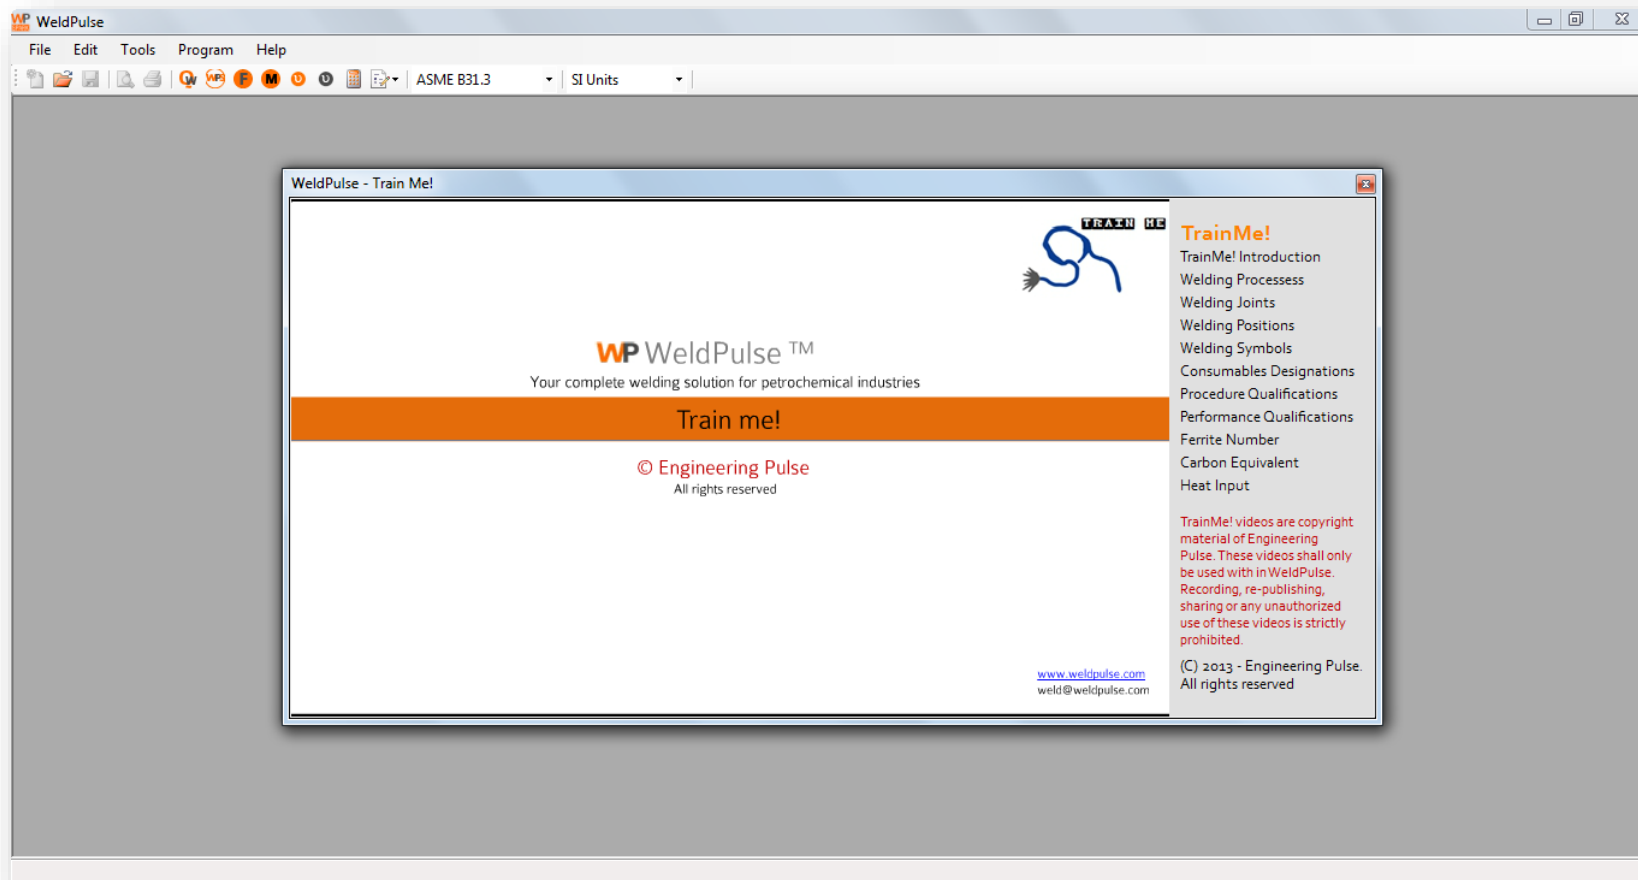 WP WeldPulse
File Edit Tools Program Help
QW WPS F M U U ASME B31.3 SI Units
WeldPulse - Train Me!
TRAIN ME
WP WeldPulse TM
Your complete welding solution for petrochemical industries
Train me!
© Engineering Pulse
All rights reserved
www.weldpulse.com
weld@weldpulse.com
TrainMe!
TrainMe! Introduction
Welding Processess
Welding Joints
Welding Positions
Welding Symbols
Consumables Designations
Procedure Qualifications
Performance Qualifications
Ferrite Number
Carbon Equivalent
Heat Input
TrainMe! videos are copyright
material of Engineering
Pulse. These videos shall only
be used with in WeldPulse.
Recording, re-publishing,
sharing or any unauthorized
use of these videos is strictly
prohibited.
(C) 2013 - Engineering Pulse.
All rights reserved